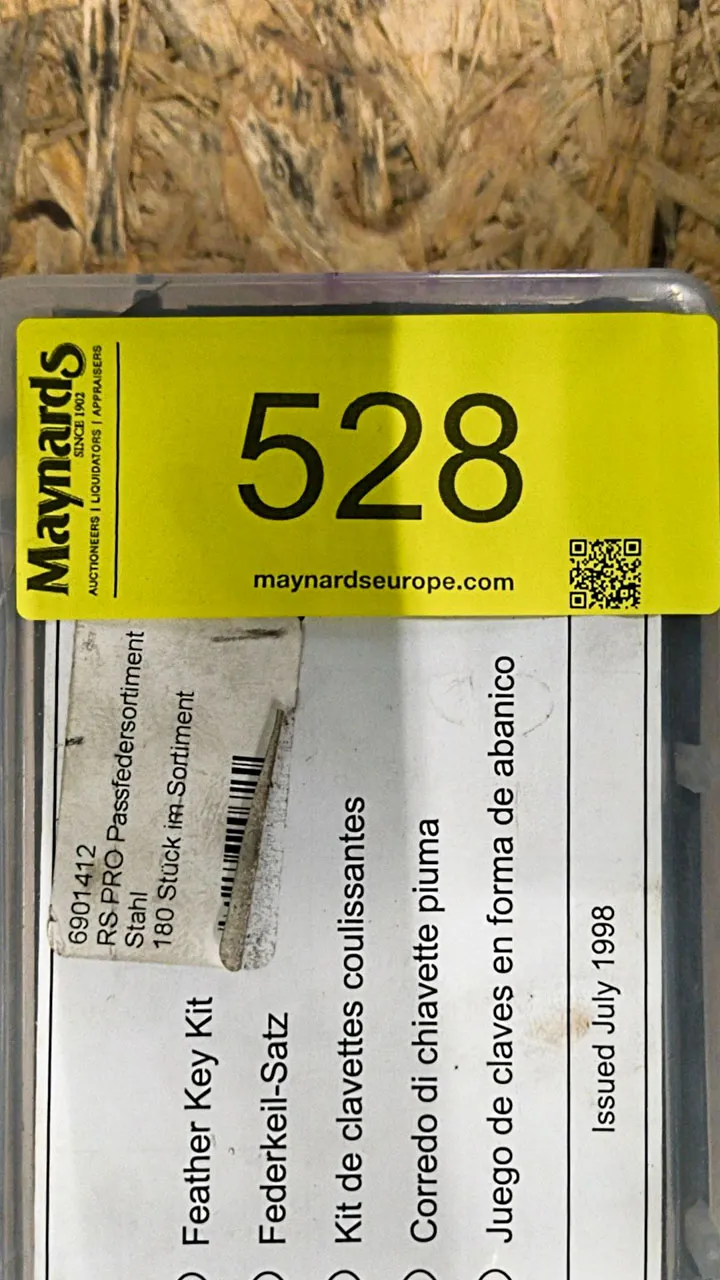 Maynards
SINCE 1902
AUCTIONEERS | LIQUIDATORS | APPRAISERS
528
maynardseurope.com
6901412
RS PRO Passfedersortiment
Stahl
180 Stück im Sortiment
Feather Key Kit
Federkeil-Satz
Kit de clavettes coulissantes
Corredo di chiavette piuma
Juego de claves en forma de abanico
Issued July 1998